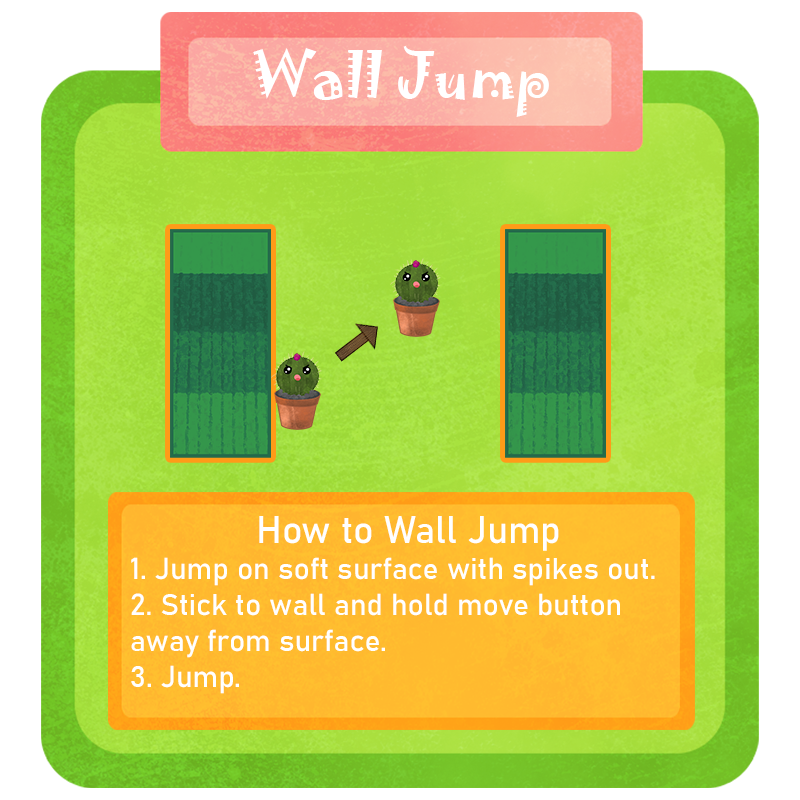 Wall Jump
How to Wall Jump
1. Jump on soft surface with spikes out.
2. Stick to wall and hold move button
away from surface.
3. Jump.